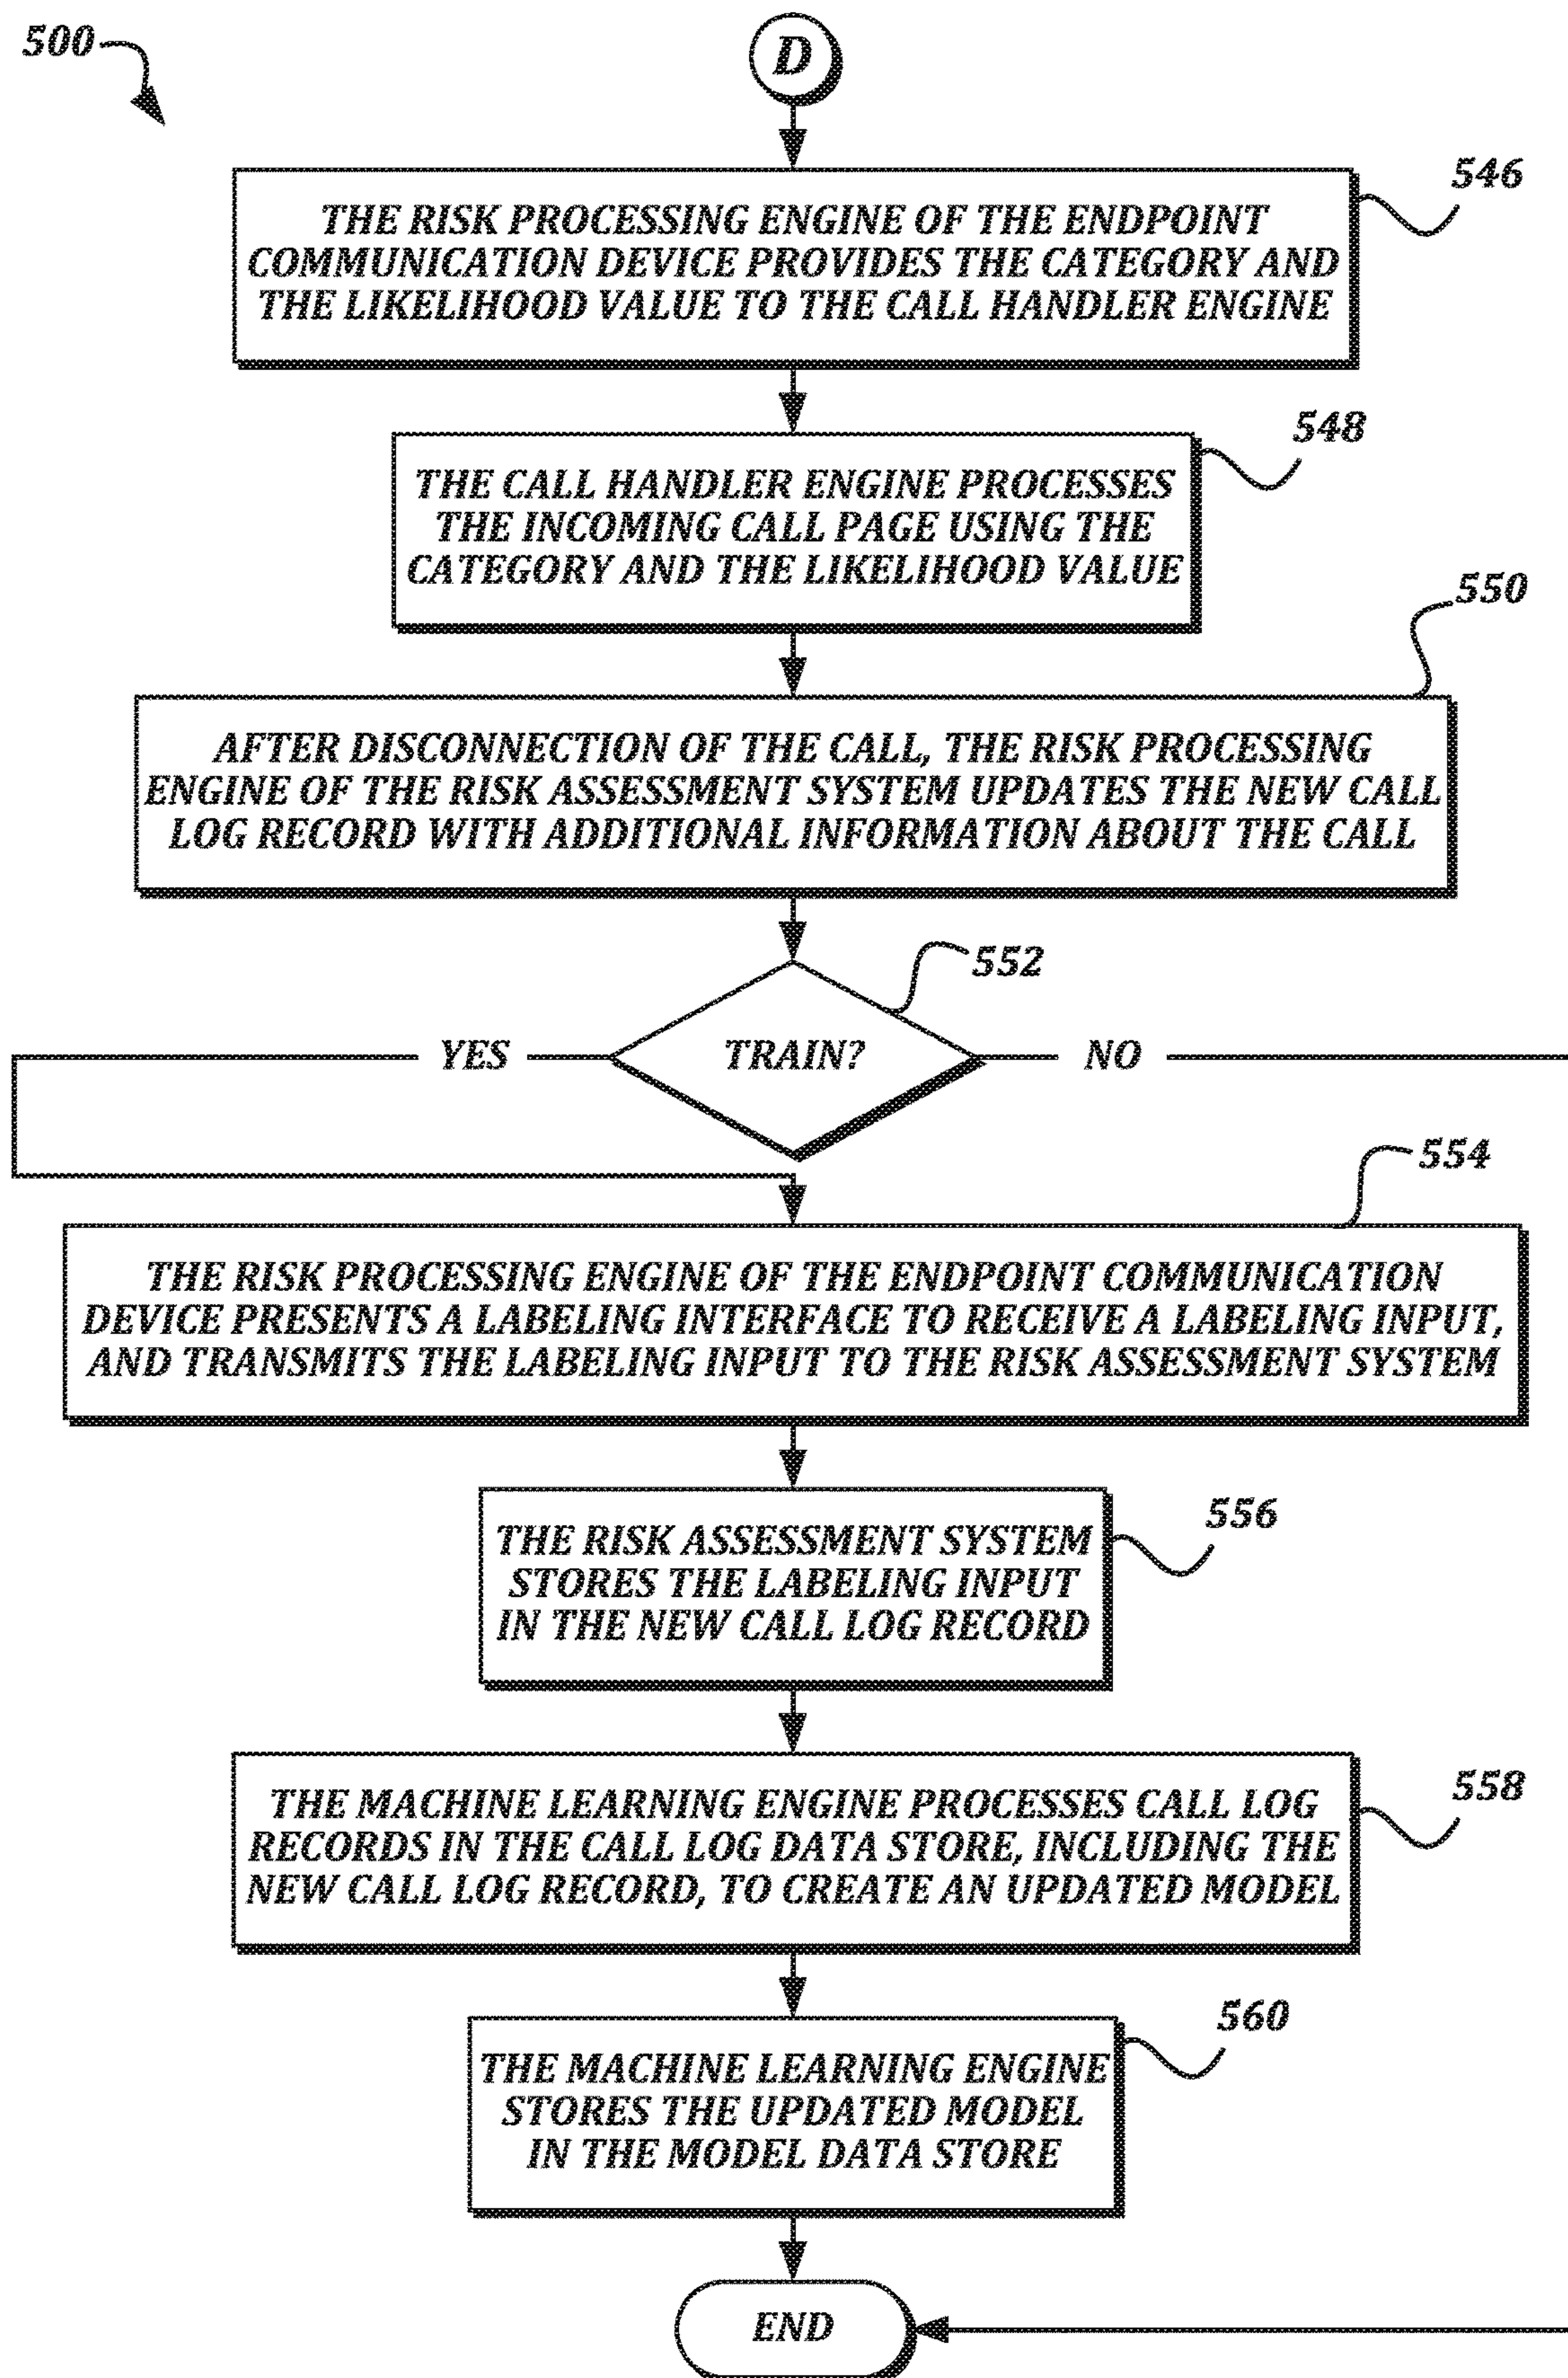 500
D
546
THE RISK PROCESSING ENGINE OF THE ENDPOINT
COMMUNICATION DEVICE PROVIDES THE CATEGORY AND
THE LIKELIHOOD VALUE TO THE CALL HANDLER ENGINE
548
THE CALL HANDLER ENGINE PROCESSES
THE INCOMING CALL PAGE USING THE
CATEGORY AND THE LIKELIHOOD VALUE
550
AFTER DISCONNECTION OF THE CALL, THE RISK PROCESSING
ENGINE OF THE RISK ASSESSMENT SYSTEM UPDATES THE NEW CALL
LOG RECORD WITH ADDITIONAL INFORMATION ABOUT THE CALL
552
YES
TRAIN?
NO
554
THE RISK PROCESSING ENGINE OF THE ENDPOINT COMMUNICATION
DEVICE PRESENTS A LABELING INTERFACE TO RECEIVE A LABELING INPUT,
AND TRANSMITS THE LABELING INPUT TO THE RISK ASSESSMENT SYSTEM
556
THE RISK ASSESSMENT SYSTEM
STORES THE LABELING INPUT
IN THE NEW CALL LOG RECORD
558
THE MACHINE LEARNING ENGINE PROCESSES CALL LOG
RECORDS IN THE CALL LOG DATA STORE, INCLUDING THE
NEW CALL LOG RECORD, TO CREATE AN UPDATED MODEL
560
THE MACHINE LEARNING ENGINE
STORES THE UPDATED MODEL
IN THE MODEL DATA STORE
END